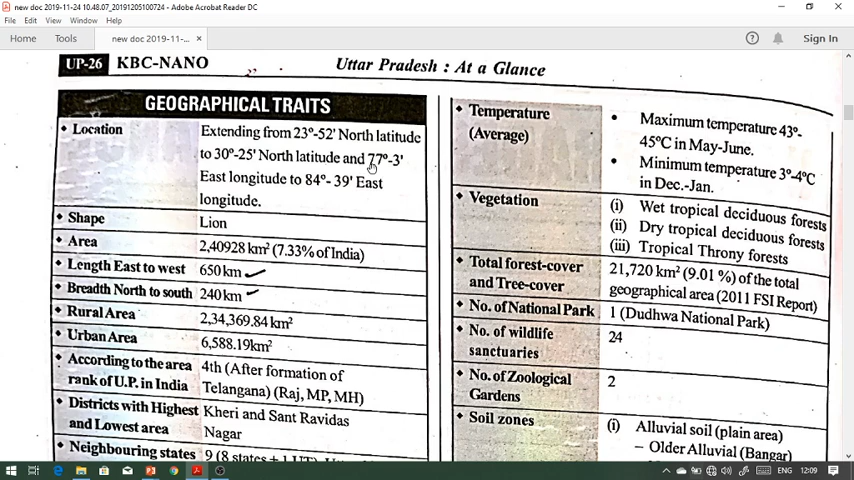 new doc 2019-11-24 10.48.07_20191205100724 - Adobe Acrobat Reader DC
File Edit View Window Help
Home Tools new doc 2019-11-... × Sign In
UP-26 KBC-NANO Uttar Pradesh : At a Glance
GEOGRAPHICAL TRAITS
• Location Extending from 23°-52' North latitude
to 30°-25' North latitude and 77°-3'
East longitude to 84°- 39' East
longitude.
• Shape Lion
• Area 2,40928 km² (7.33% of India)
• Length East to west 650 km
• Breadth North to south 240 km
• Rural Area 2,34,369.84 km²
• Urban Area 6,588.19km²
• According to the area 4th (After formation of
rank of U.P. in India Telangana) (Raj, MP, MH)
• Districts with Highest Kheri and Sant Ravidas
and Lowest area Nagar
• Neighbouring states 9 (8 states + 1 UT)
• Temperature • Maximum temperature 43°-
(Average) 45°C in May-June.
• Minimum temperature 3°-4°C
in Dec.-Jan.
• Vegetation (i) Wet tropical deciduous forests
(ii) Dry tropical deciduous forests
(iii) Tropical Throny forests
• Total forest-cover 21,720 km² (9.01 %) of the total
and Tree-cover geographical area (2011 FSI Report)
• No. of National Park 1 (Dudhwa National Park)
• No. of wildlife 24
sanctuaries
• No. of Zoological 2
Gardens
• Soil zones (i) Alluvial soil (plain area)
– Older Alluvial (Bangar)
ENG 12:09